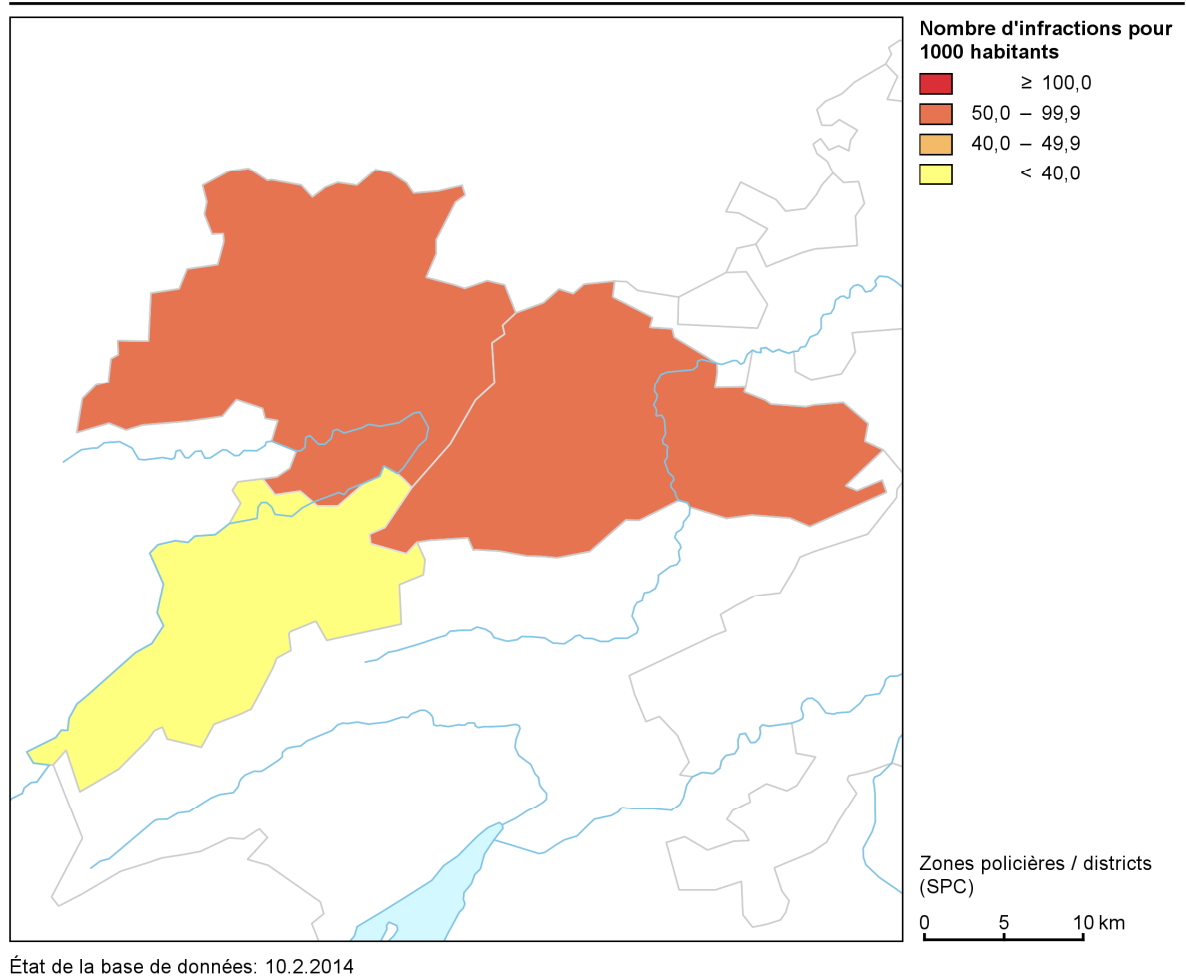 Nombre d'infractions pour
1000 habitants
≥ 100,0
50,0 – 99,9
40,0 – 49,9
< 40,0
Zones policières / districts
(SPC)
0 5 10 km
État de la base de données: 10.2.2014